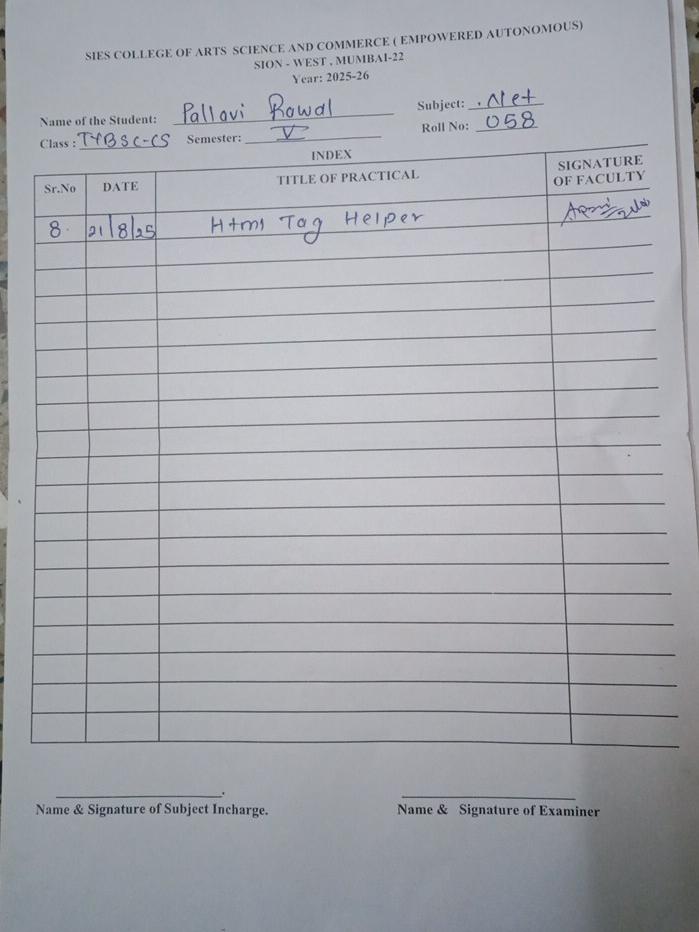 SIES COLLEGE OF ARTS SCIENCE AND COMMERCE ( EMPOWERED AUTONOMOUS)
SION - WEST , MUMBAI-22
Year: 2025-26
Name of the Student: Pallavi Rawal Subject: .Net
Class : TYBSC-CS Semester: V Roll No: 058
INDEX
Sr.No DATE TITLE OF PRACTICAL SIGNATURE OF FACULTY
8. 21/8/25 Html Tag Helper
Name & Signature of Subject Incharge. Name & Signature of Examiner